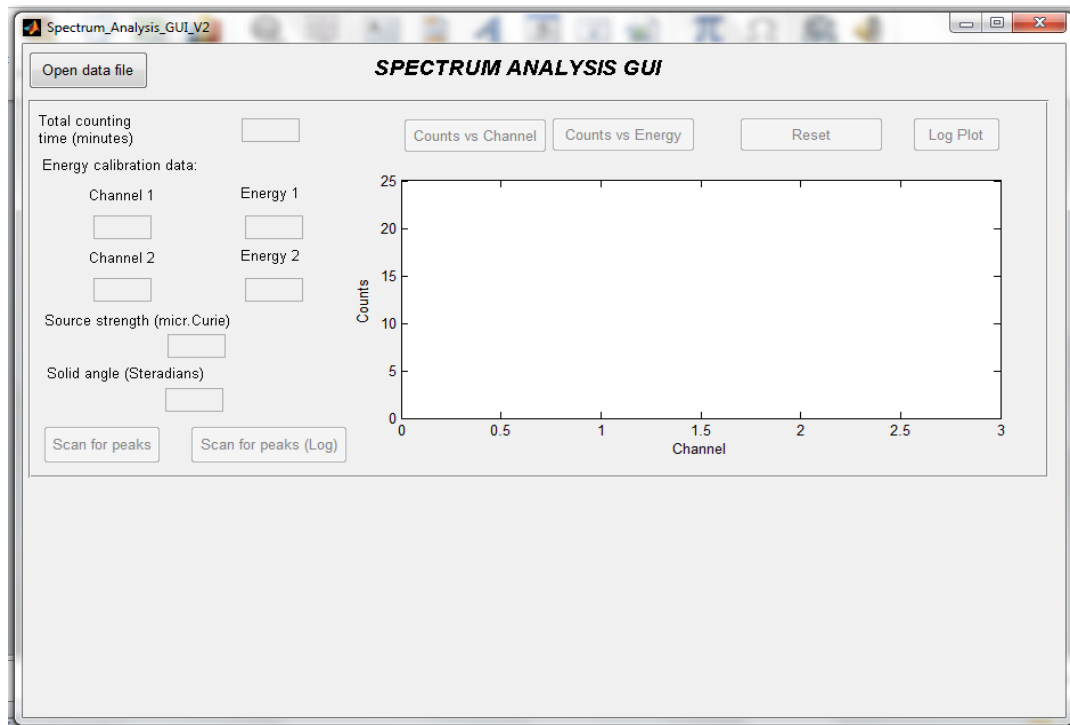 Spectrum_Analysis_GUI_V2
Open data file
SPECTRUM ANALYSIS GUI
Total counting
time (minutes)
Counts vs Channel
Counts vs Energy
Reset
Log Plot
Energy calibration data:
Channel 1
Energy 1
Channel 2
Energy 2
Source strength (micr.Curie)
Solid angle (Steradians)
Scan for peaks
Scan for peaks (Log)
25
20
15
10
5
0
Counts
0
0.5
1
1.5
2
2.5
3
Channel